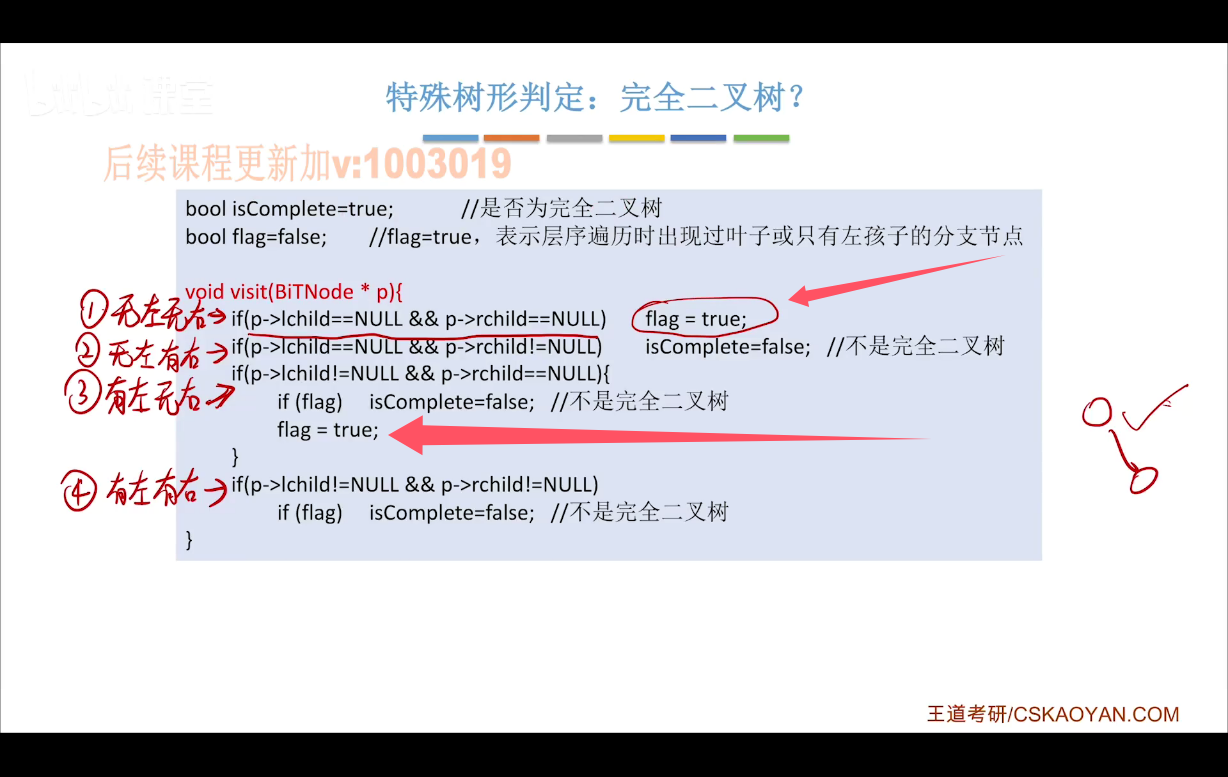 bilibili 课堂
特殊树形判定：完全二叉树？
后续课程更新加v:1003019
bool isComplete=true; //是否为完全二叉树
bool flag=false; //flag=true，表示层序遍历时出现过叶子或只有左孩子的分支节点
void visit(BiTNode * p){
①无左无右→ if(p->lchild==NULL && p->rchild==NULL) flag = true;
②无左有右→ if(p->lchild==NULL && p->rchild!=NULL) isComplete=false; //不是完全二叉树
③有左无右→ if(p->lchild!=NULL && p->rchild==NULL){
if (flag) isComplete=false; //不是完全二叉树
flag = true;
}
④有左有右→ if(p->lchild!=NULL && p->rchild!=NULL)
if (flag) isComplete=false; //不是完全二叉树
}
王道考研/CSKAOYAN.COM